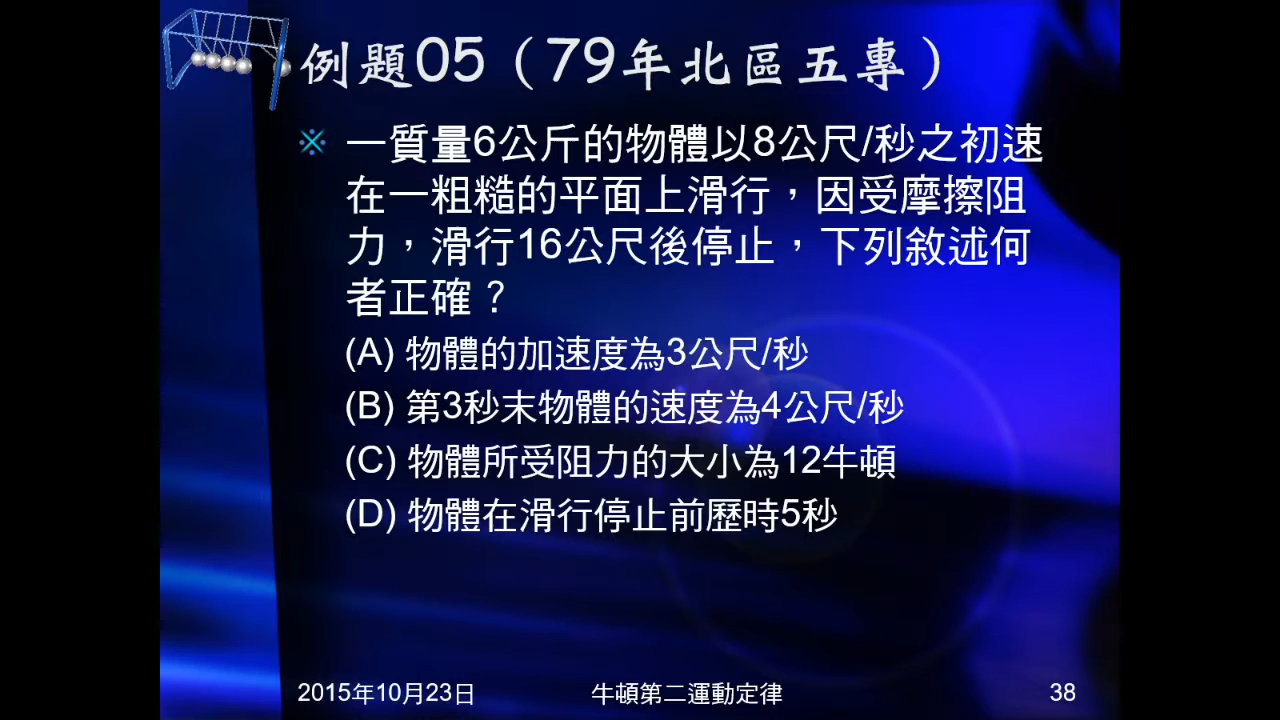 例題05（79年北區五專）
※ 一質量6公斤的物體以8公尺/秒之初速
在一粗糙的平面上滑行，因受摩擦阻
力，滑行16公尺後停止，下列敘述何
者正確？
(A) 物體的加速度為3公尺/秒
(B) 第3秒末物體的速度為4公尺/秒
(C) 物體所受阻力的大小為12牛頓
(D) 物體在滑行停止前歷時5秒
2015年10月23日 牛頓第二運動定律 38